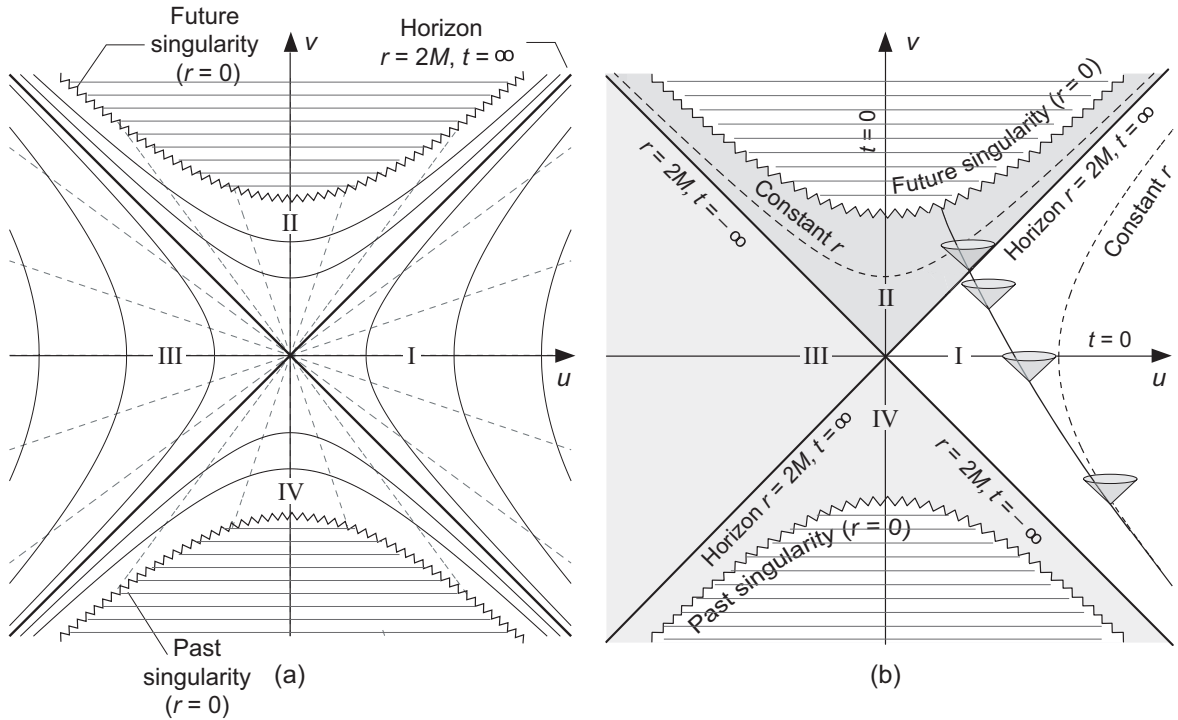 Future
singularity
(r = 0)
v
Horizon
r = 2M, t = ∞
II
III
I
u
IV
Past
singularity
(r = 0)
(a)
v
t = 0
Future singularity (r = 0)
r = 2M, t = – ∞
Constant r
Horizon r = 2M, t = ∞
Constant r
II
t = 0
III
I
u
IV
Horizon r = 2M, t = ∞
r = 2M, t = – ∞
Past singularity (r = 0)
(b)